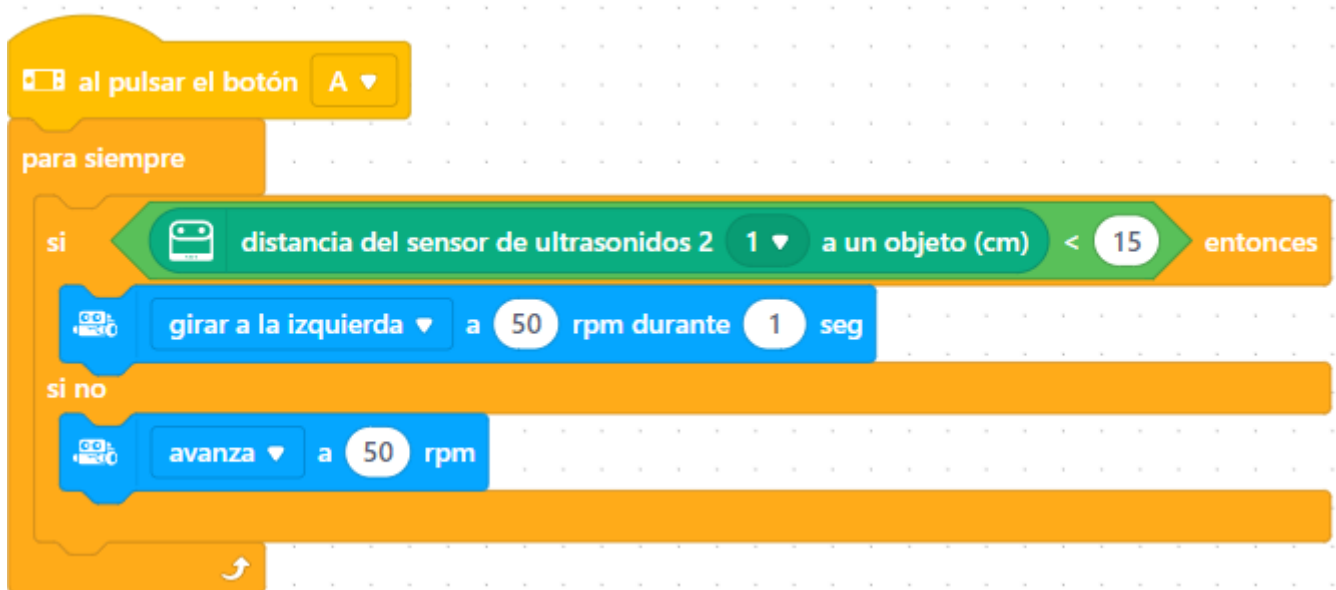 al pulsar el botón A
para siempre
si distancia del sensor de ultrasonidos 2 1 a un objeto (cm) < 15 entonces
girar a la izquierda a 50 rpm durante 1 seg
si no
avanza a 50 rpm